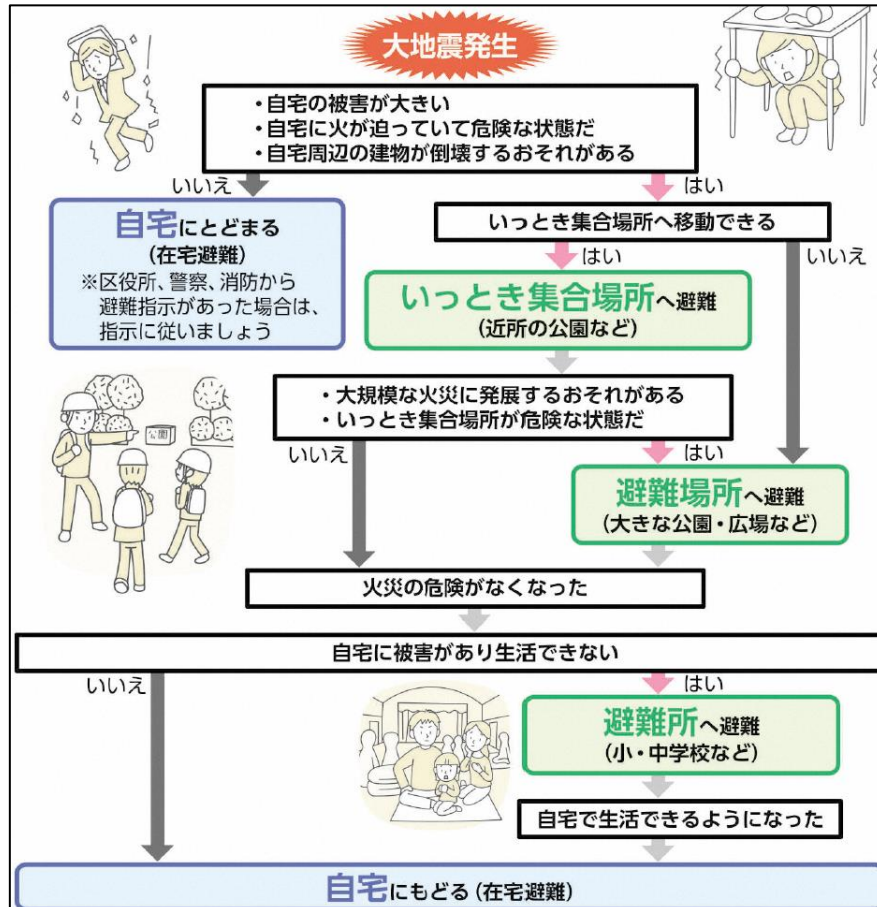 大地震発生
・自宅の被害が大きい
・自宅に火が迫っていて危険な状態だ
・自宅周辺の建物が倒壊するおそれがある
いいえ
はい
自宅にとどまる
(在宅避難)
※区役所、警察、消防から
避難指示があった場合は、
指示に従いましょう
いっとき集合場所へ移動できる
はい
いいえ
いっとき集合場所へ避難
(近所の公園など)
・大規模な火災に発展するおそれがある
・いっとき集合場所が危険な状態だ
公園
いいえ
はい
避難場所へ避難
(大きな公園・広場など)
火災の危険がなくなった
自宅に被害があり生活できない
いいえ
はい
避難所へ避難
(小・中学校など)
自宅で生活できるようになった
自宅にもどる(在宅避難)